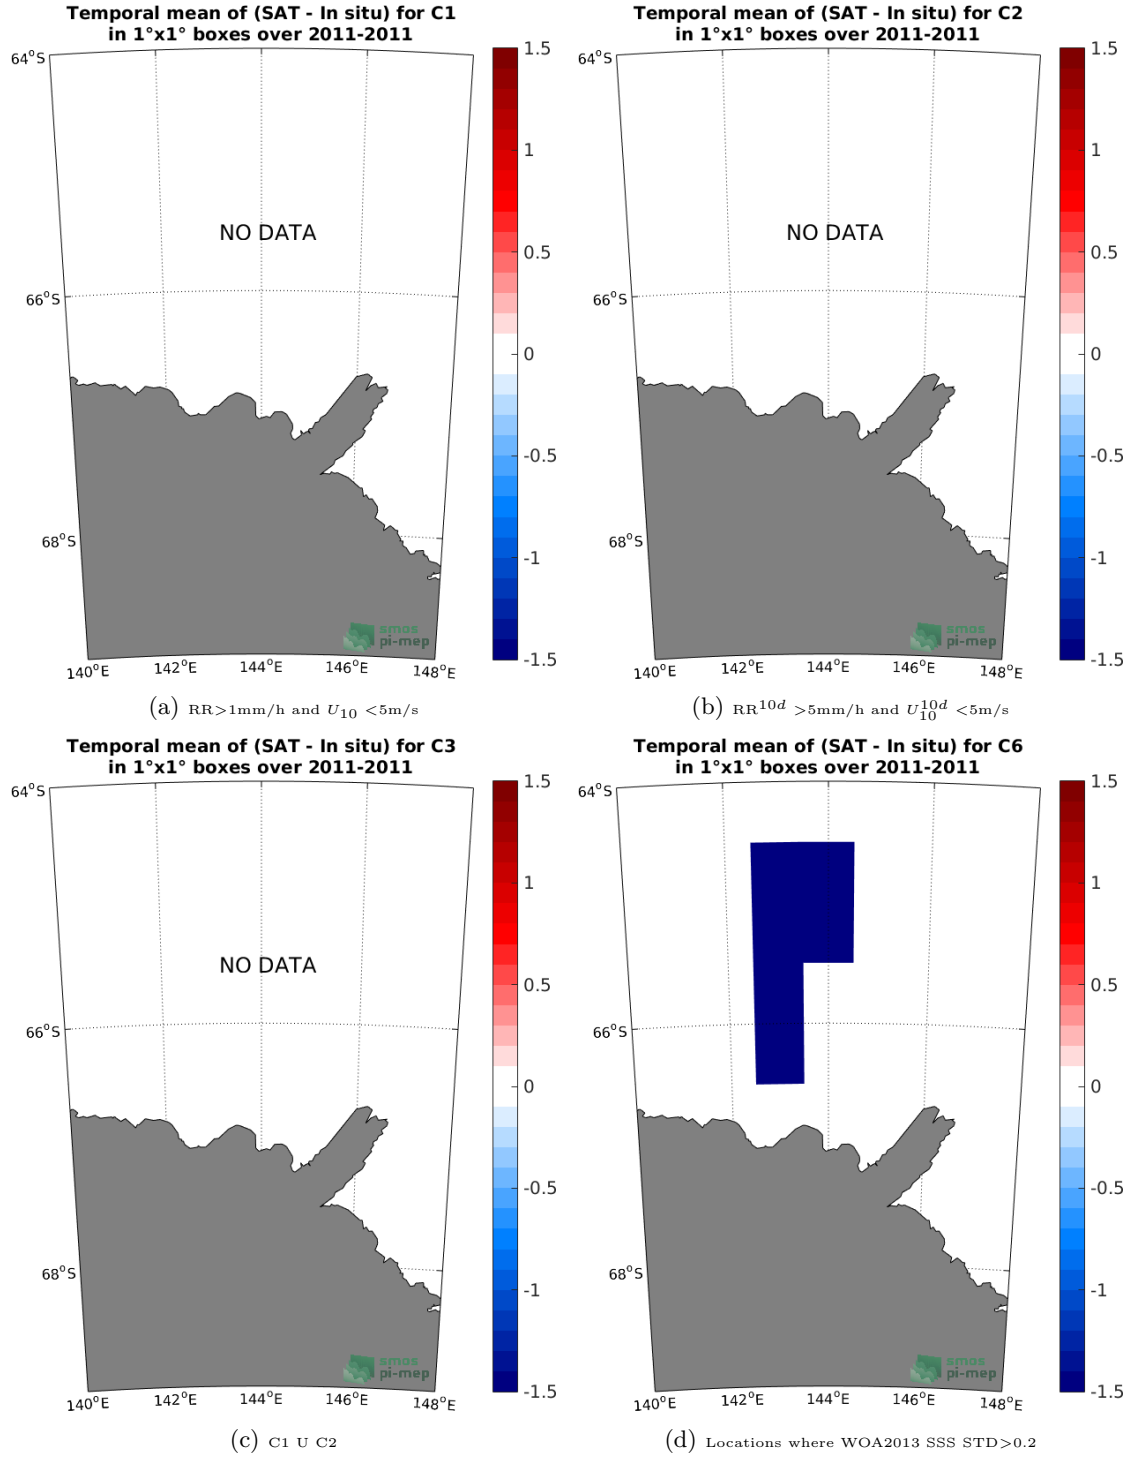 Temporal mean of (SAT - In situ) for C1
in 1°x1° boxes over 2011-2011
64°S
66°S
68°S
140°E
142°E
144°E
146°E
148°E
NO DATA
smos
pi-mep
1.5
1
0.5
0
-0.5
-1
-1.5
(a) RR>1mm/h and U10 <5m/s
Temporal mean of (SAT - In situ) for C2
in 1°x1° boxes over 2011-2011
64°S
66°S
68°S
140°E
142°E
144°E
146°E
148°E
NO DATA
smos
pi-mep
1.5
1
0.5
0
-0.5
-1
-1.5
(b) RR^10d >5mm/h and U10^10d <5m/s
Temporal mean of (SAT - In situ) for C3
in 1°x1° boxes over 2011-2011
64°S
66°S
68°S
140°E
142°E
144°E
146°E
148°E
NO DATA
smos
pi-mep
1.5
1
0.5
0
-0.5
-1
-1.5
(c) C1 U C2
Temporal mean of (SAT - In situ) for C6
in 1°x1° boxes over 2011-2011
64°S
66°S
68°S
140°E
142°E
144°E
146°E
148°E
smos
pi-mep
1.5
1
0.5
0
-0.5
-1
-1.5
(d) Locations where WOA2013 SSS STD>0.2